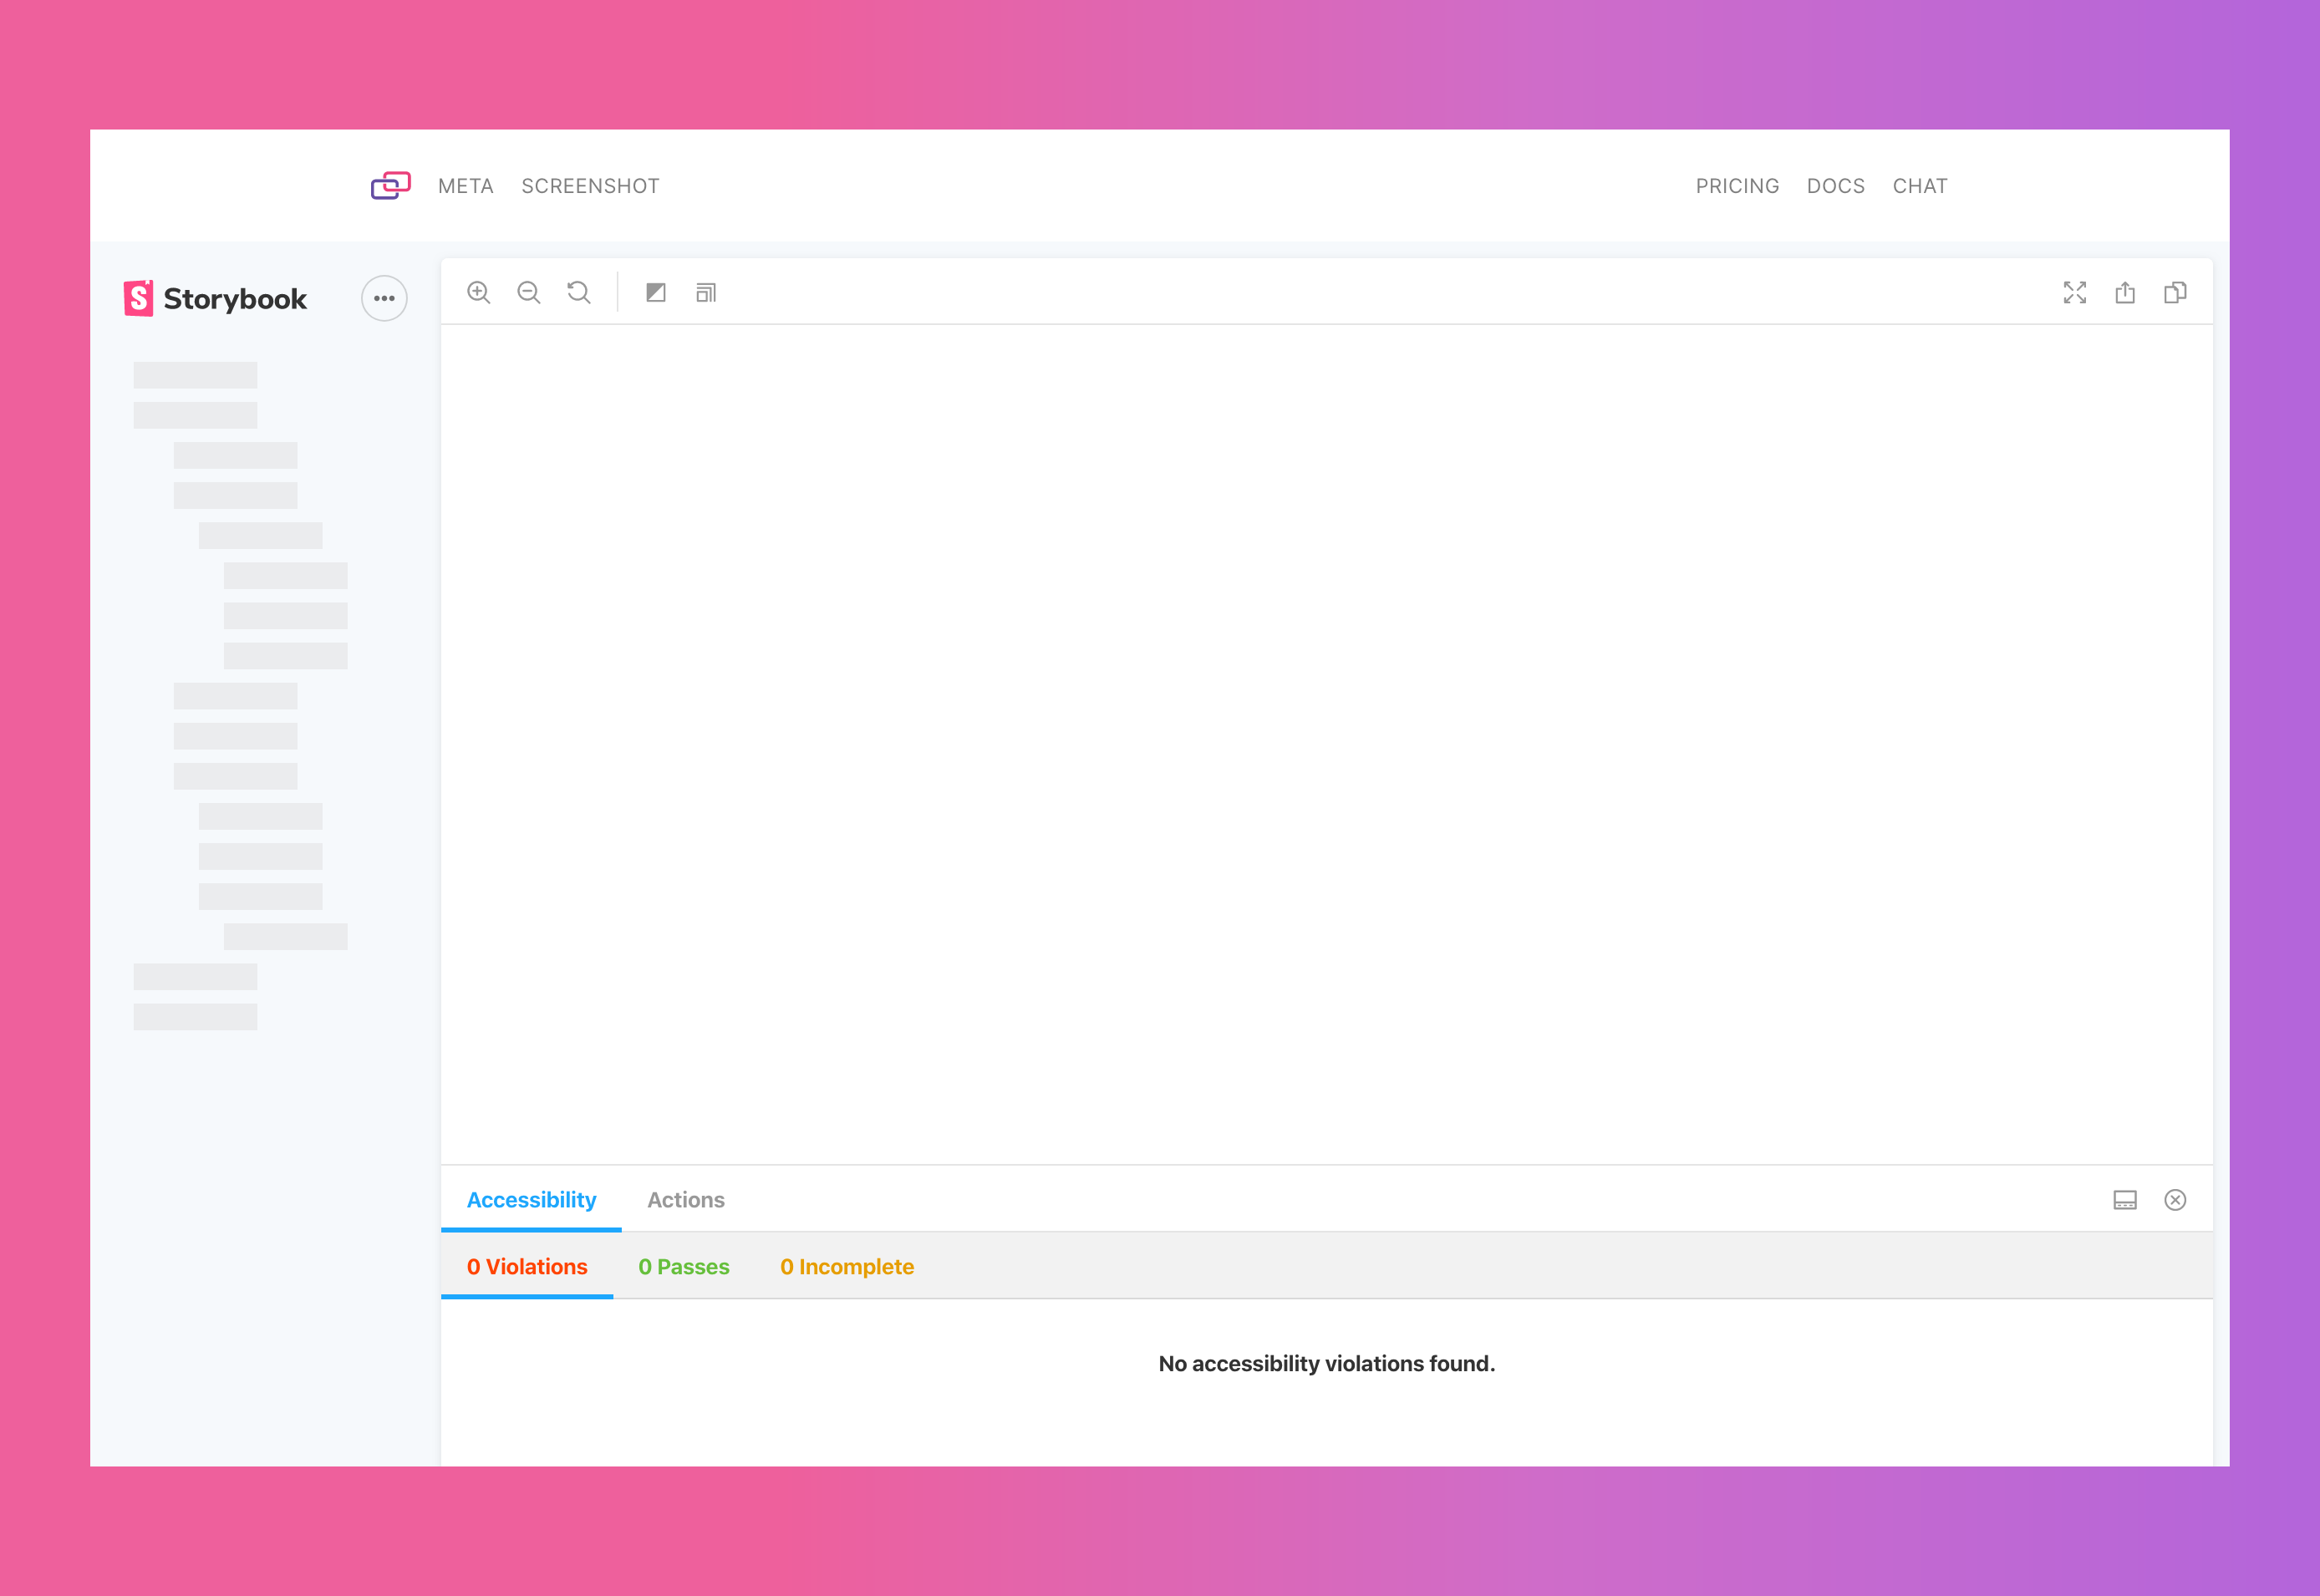 META SCREENSHOT PRICING DOCS CHAT
Storybook
Accessibility Actions
0 Violations 0 Passes 0 Incomplete
No accessibility violations found.